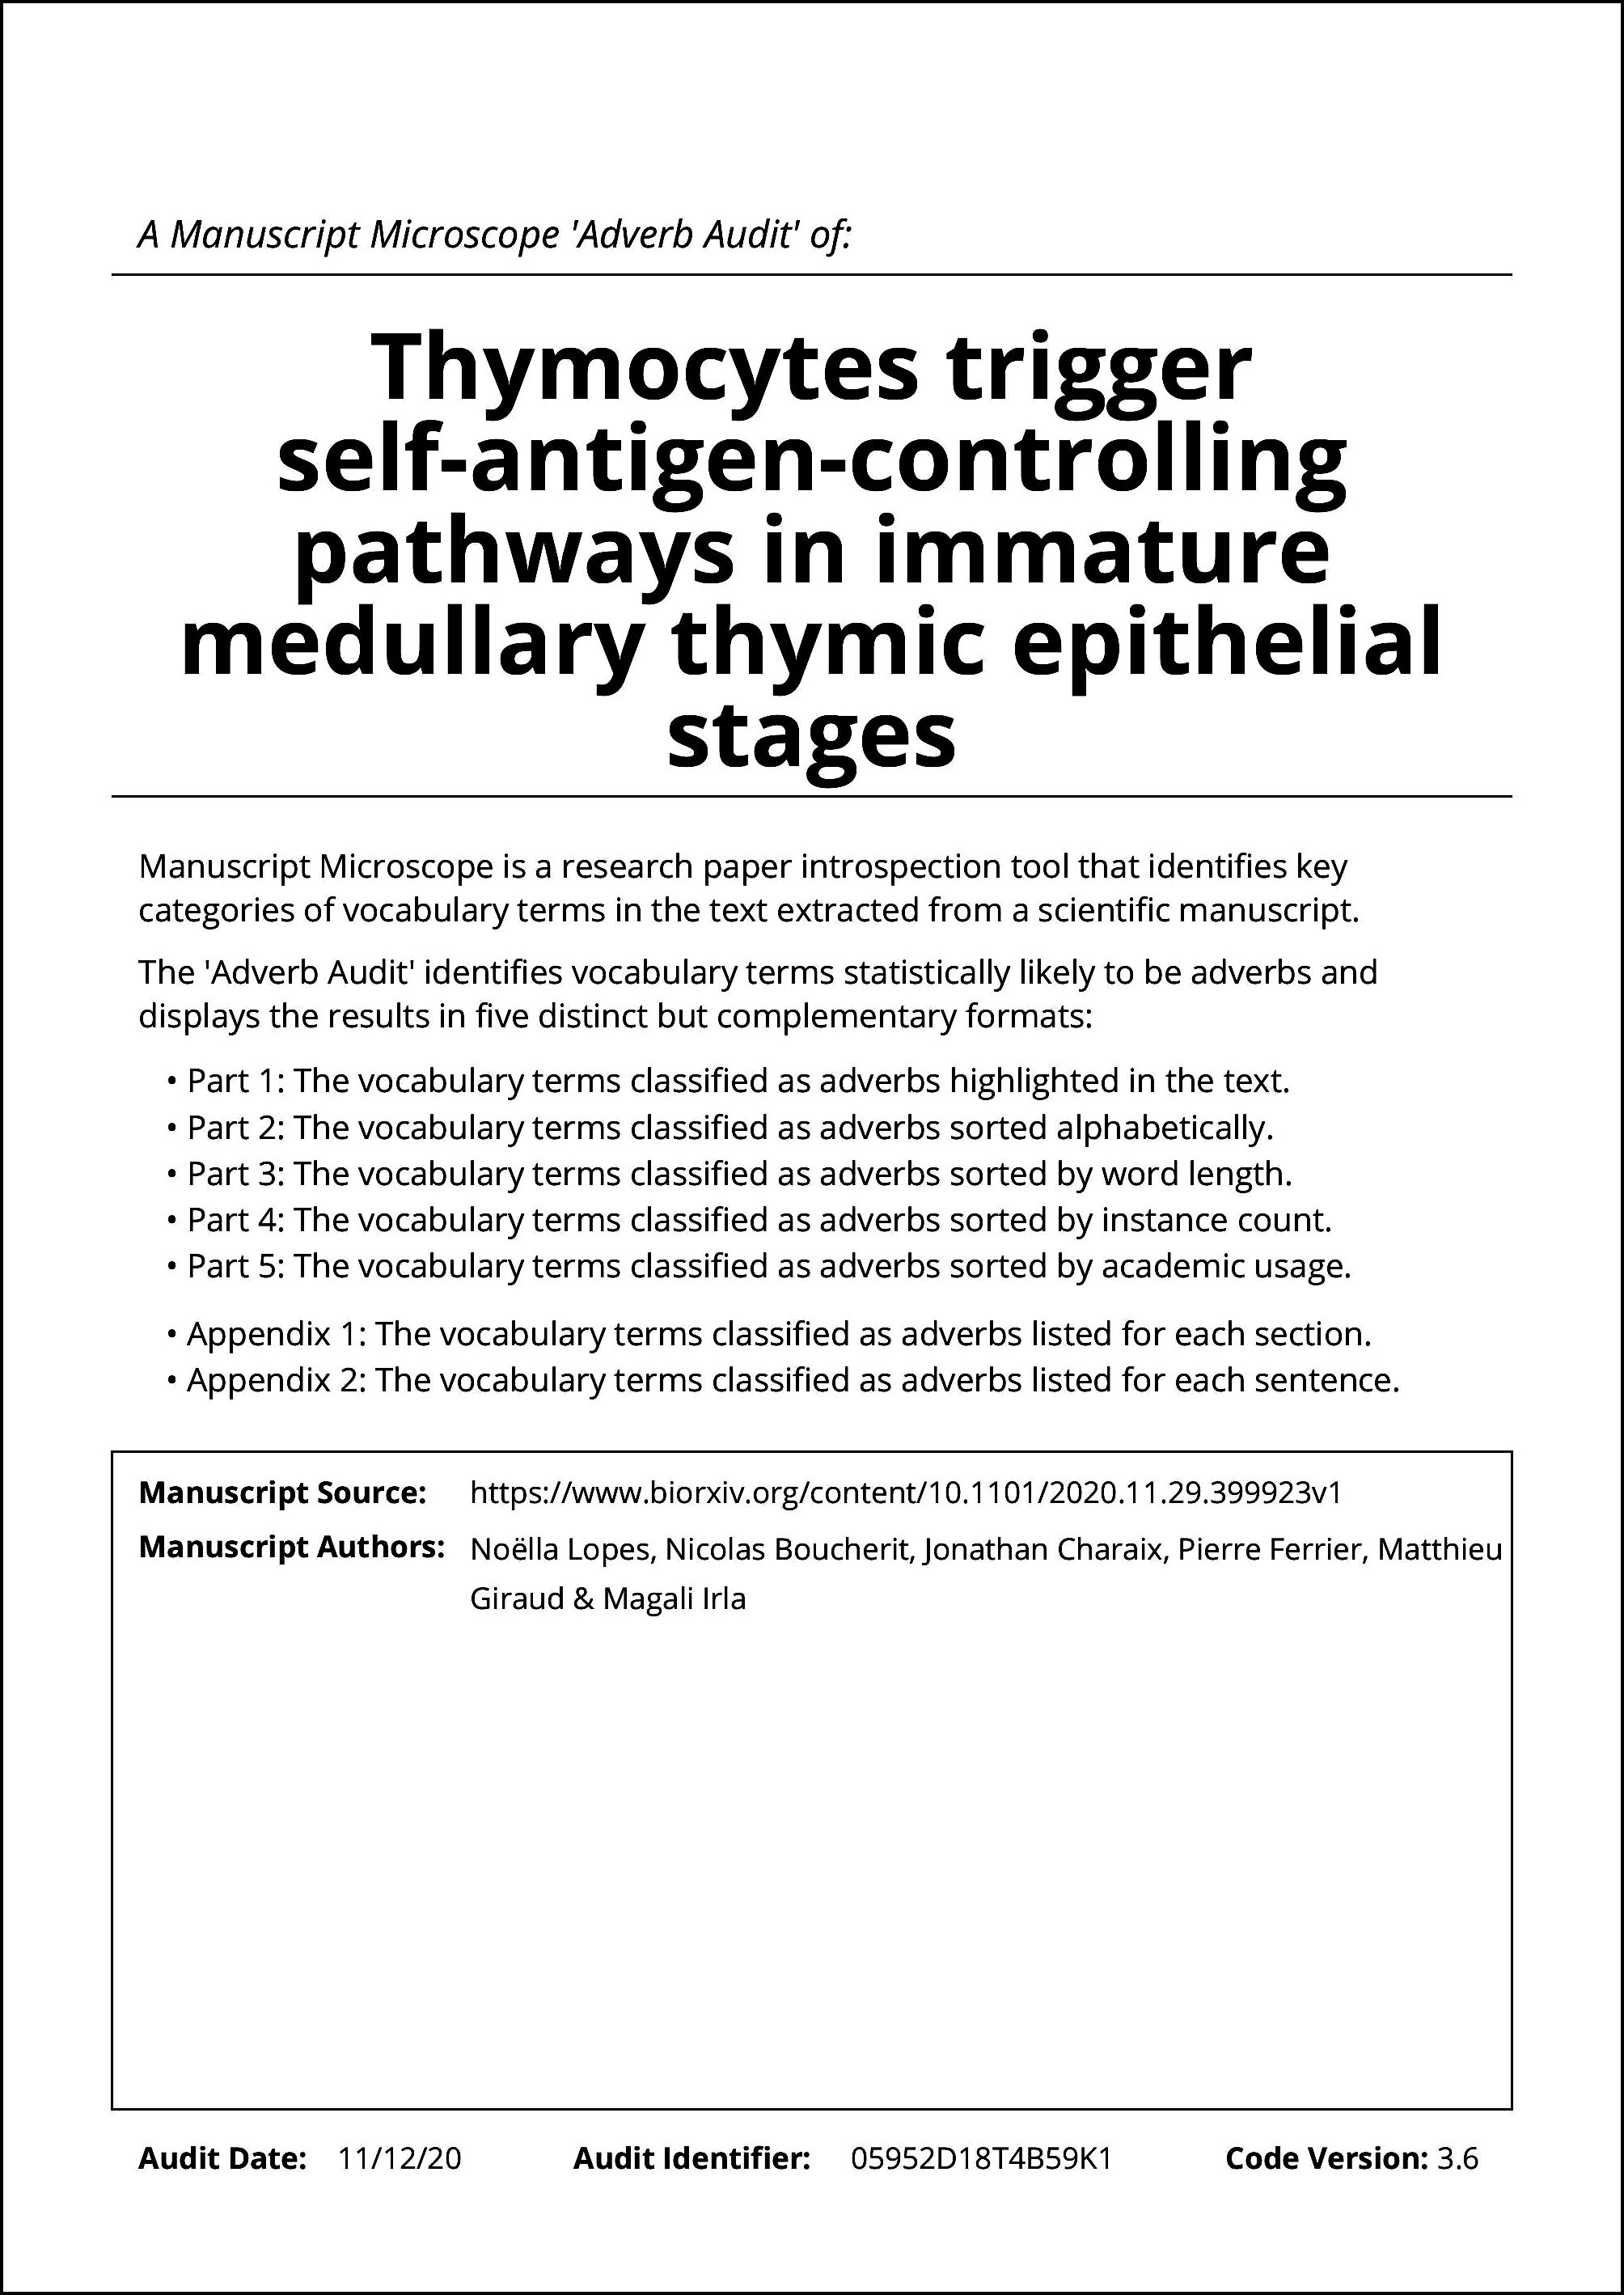 A Manuscript Microscope 'Adverb Audit' of:
Thymocytes trigger
self-antigen-controlling
pathways in immature
medullary thymic epithelial
stages
Manuscript Microscope is a research paper introspection tool that identifies key
categories of vocabulary terms in the text extracted from a scientific manuscript.
The 'Adverb Audit' identifies vocabulary terms statistically likely to be adverbs and
displays the results in five distinct but complementary formats:
• Part 1: The vocabulary terms classified as adverbs highlighted in the text.
• Part 2: The vocabulary terms classified as adverbs sorted alphabetically.
• Part 3: The vocabulary terms classified as adverbs sorted by word length.
• Part 4: The vocabulary terms classified as adverbs sorted by instance count.
• Part 5: The vocabulary terms classified as adverbs sorted by academic usage.
• Appendix 1: The vocabulary terms classified as adverbs listed for each section.
• Appendix 2: The vocabulary terms classified as adverbs listed for each sentence.
Manuscript Source: https://www.biorxiv.org/content/10.1101/2020.11.29.399923v1
Manuscript Authors: Noëlla Lopes, Nicolas Boucherit, Jonathan Charaix, Pierre Ferrier, Matthieu
Giraud & Magali Irla
Audit Date: 11/12/20 Audit Identifier: 05952D18T4B59K1 Code Version: 3.6